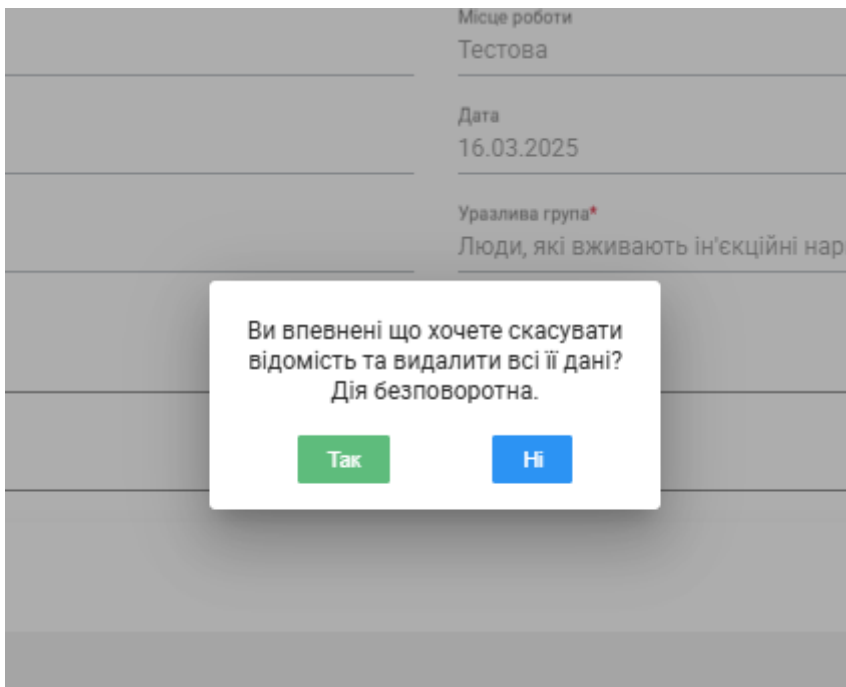 Місце роботи
Тестова
Дата
16.03.2025
Уразлива група*
Люди, які вживають ін'єкційні нар
Ви впевнені що хочете скасувати
відомість та видалити всі її дані?
Дія безповоротна.
Так
Ні